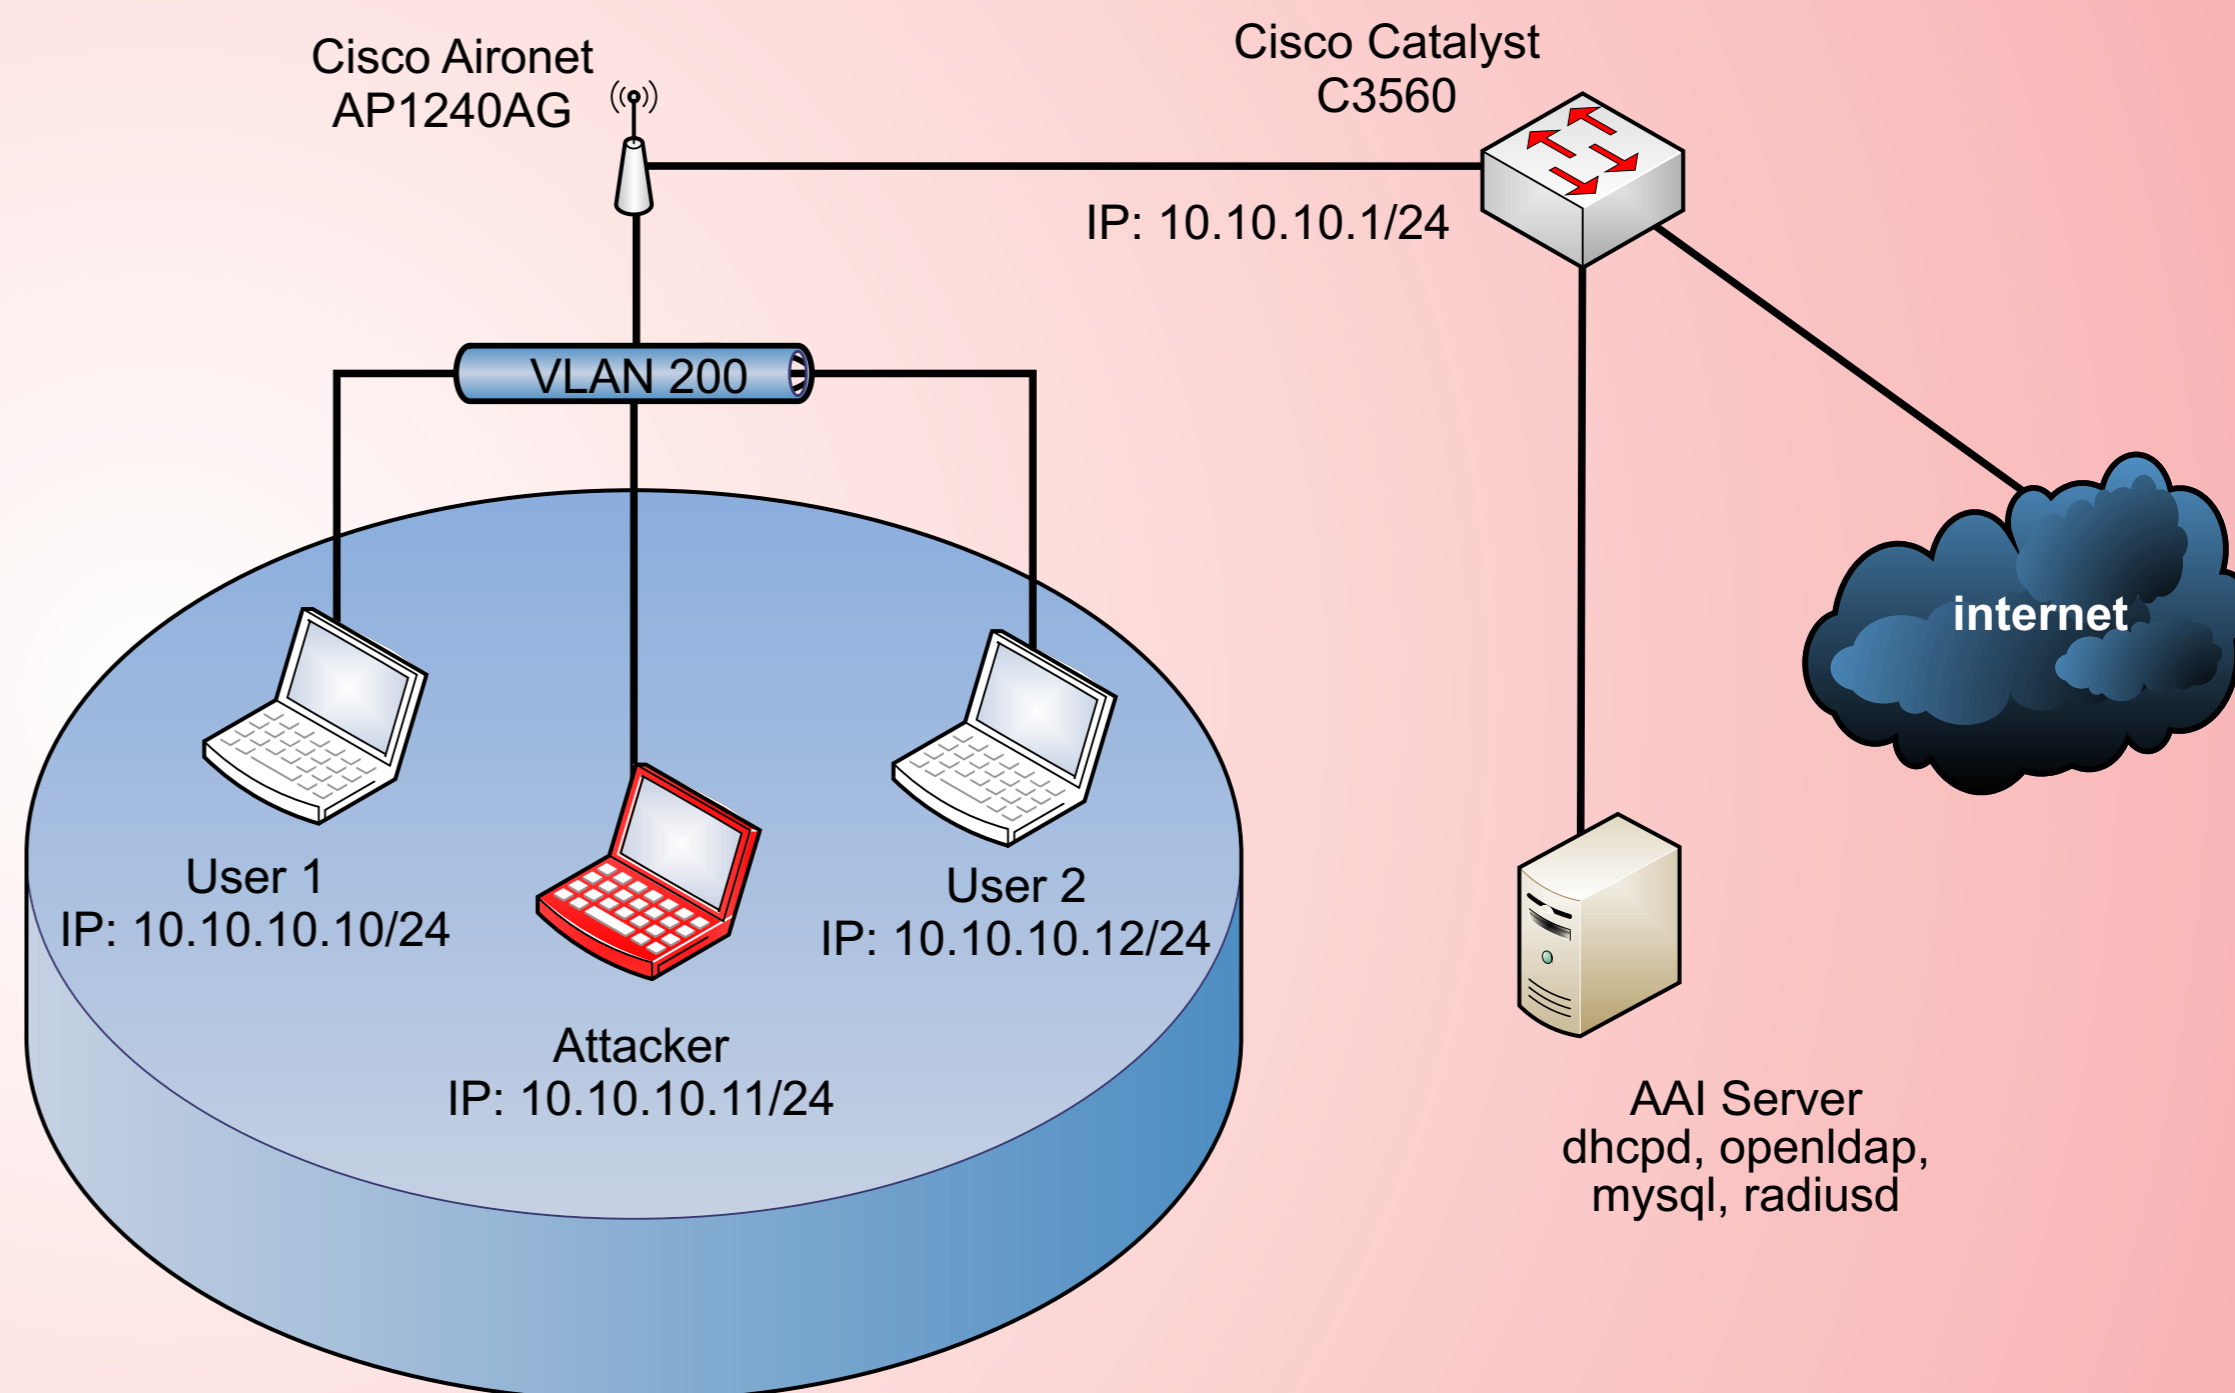 Cisco Aironet
AP1240AG
Cisco Catalyst
C3560
IP: 10.10.10.1/24
VLAN 200
internet
User 1
IP: 10.10.10.10/24
User 2
IP: 10.10.10.12/24
Attacker
IP: 10.10.10.11/24
AAI Server
dhcpd, openldap,
mysql, radiusd